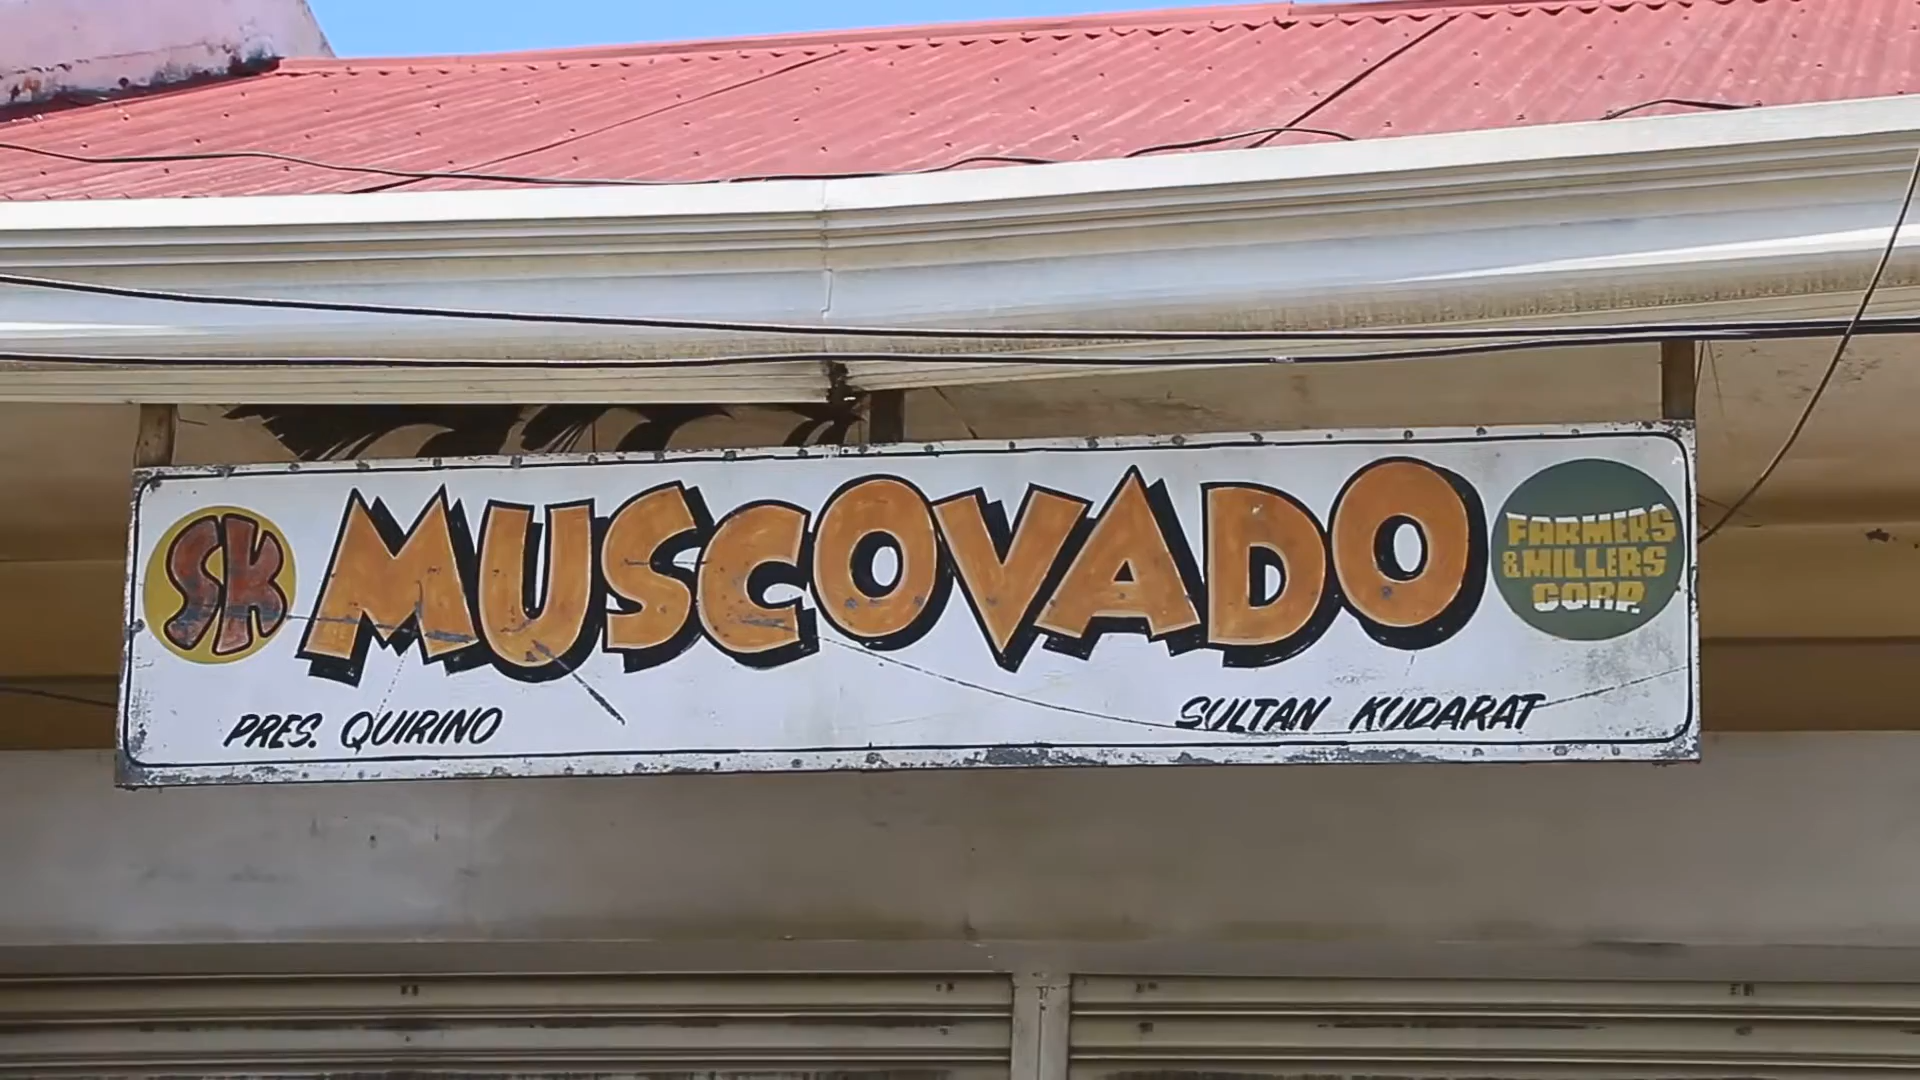 SK
MUSCOVADO
FARMERS
& MILLERS
CORP.
PRES. QUIRINO
SULTAN KUDARAT